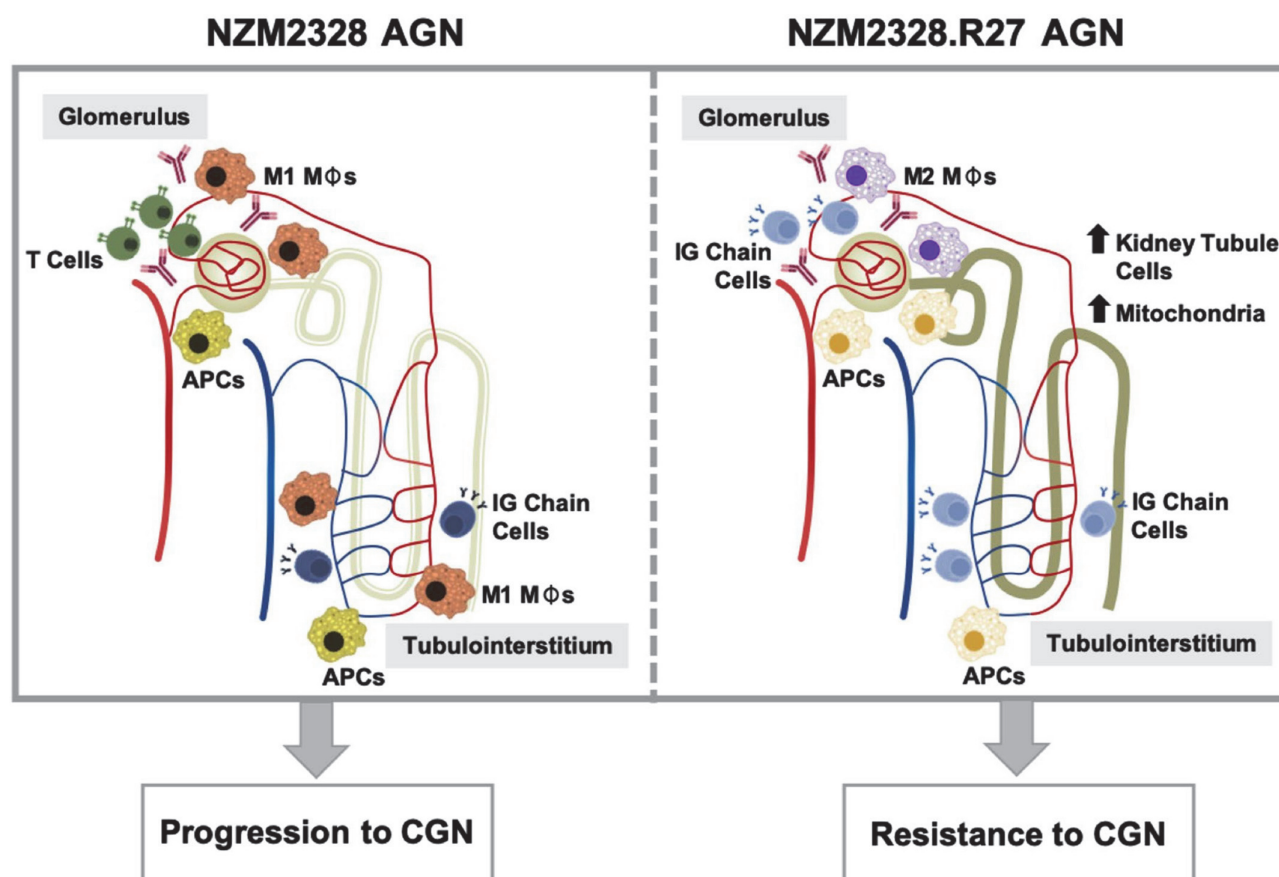 NZM2328 AGN
Glomerulus
M1 MΦs
T Cells
APCs
IG Chain
Cells
M1 MΦs
Tubulointerstitium
APCs
Progression to CGN
NZM2328.R27 AGN
Glomerulus
M2 MΦs
IG Chain
Cells
Kidney Tubule
Cells
Mitochondria
APCs
IG Chain
Cells
Tubulointerstitium
APCs
Resistance to CGN